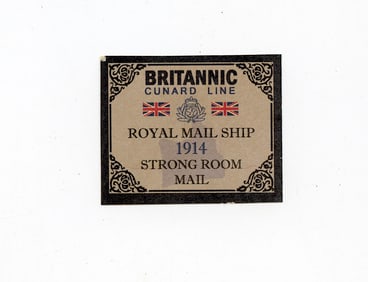 BRITANNIC
CUNARD LINE
ROYAL MAIL SHIP
1914
STRONG ROOM
MAIL